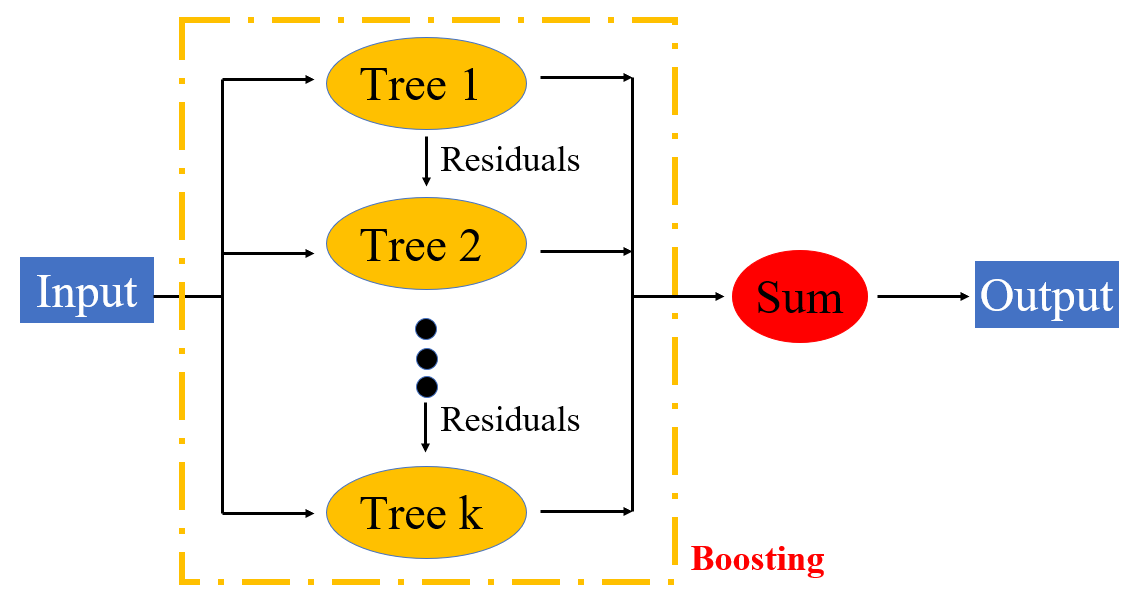 Tree 1
Residuals
Tree 2
Input
Sum
Output
Residuals
Tree k
Boosting